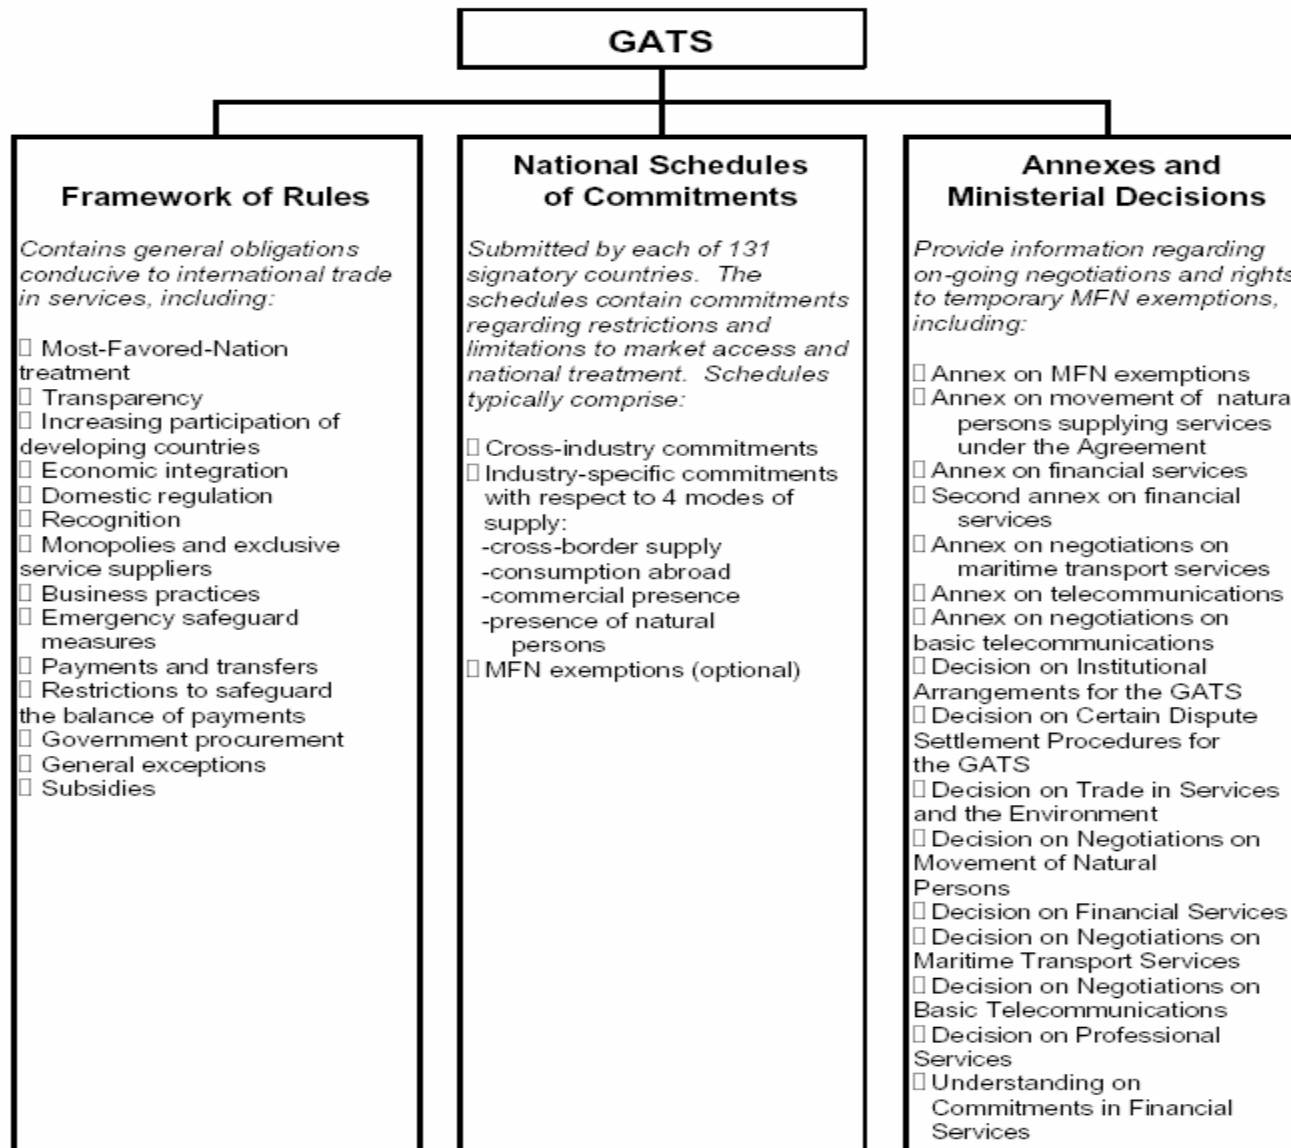 GATS
Framework of Rules
Contains general obligations
conducive to international trade
in services, including:
Most-Favored-Nation
treatment
Transparency
Increasing participation of
developing countries
Economic integration
Domestic regulation
Recognition
Monopolies and exclusive
service suppliers
Business practices
Emergency safeguard
measures
Payments and transfers
Restrictions to safeguard
the balance of payments
Government procurement
General exceptions
Subsidies
National Schedules
of Commitments
Submitted by each of 131
signatory countries. The
schedules contain commitments
regarding restrictions and
limitations to market access and
national treatment. Schedules
typically comprise:
Cross-industry commitments
Industry-specific commitments
with respect to 4 modes of
supply:
-cross-border supply
-consumption abroad
-commercial presence
-presence of natural
persons
MFN exemptions (optional)
Annexes and
Ministerial Decisions
Provide information regarding
on-going negotiations and rights
to temporary MFN exemptions,
including:
Annex on MFN exemptions
Annex on movement of natura
persons supplying services
under the Agreement
Annex on financial services
Second annex on financial
services
Annex on negotiations on
maritime transport services
Annex on telecommunications
Annex on negotiations on
basic telecommunications
Decision on Institutional
Arrangements for the GATS
Decision on Certain Dispute
Settlement Procedures for
the GATS
Decision on Trade in Services
and the Environment
Decision on Negotiations on
Movement of Natural
Persons
Decision on Financial Services
Decision on Negotiations on
Maritime Transport Services
Decision on Negotiations on
Basic Telecommunications
Decision on Professional
Services
Understanding on
Commitments in Financial
Services